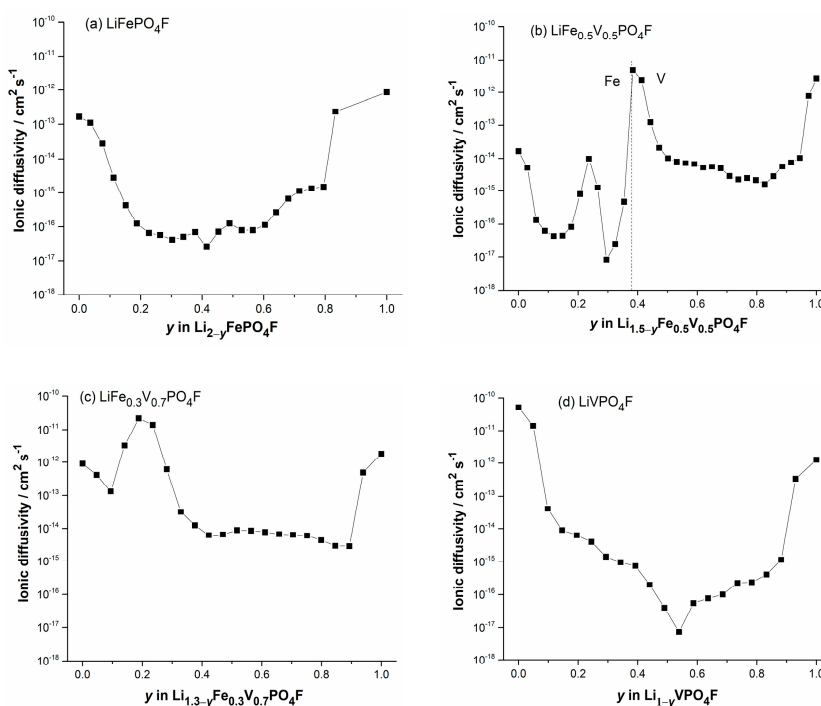 (a) LiFePO₄F
Ionic diffusivity / cm² s⁻¹
10⁻¹⁰
10⁻¹¹
10⁻¹²
10⁻¹³
10⁻¹⁴
10⁻¹⁵
10⁻¹⁶
10⁻¹⁷
10⁻¹⁸
0.0 0.2 0.4 0.6 0.8 1.0
y in Li₂₋yFePO₄F
(b) LiFe₀.₅V₀.₅PO₄F
Fe V
Ionic diffusivity / cm² s⁻¹
10⁻¹⁰
10⁻¹¹
10⁻¹²
10⁻¹³
10⁻¹⁴
10⁻¹⁵
10⁻¹⁶
10⁻¹⁷
10⁻¹⁸
0.0 0.2 0.4 0.6 0.8 1.0
y in Li₁.₅₋yFe₀.₅V₀.₅PO₄F
(c) LiFe₀.₃V₀.₇PO₄F
Ionic diffusivity / cm² s⁻¹
10⁻¹⁰
10⁻¹¹
10⁻¹²
10⁻¹³
10⁻¹⁴
10⁻¹⁵
10⁻¹⁶
10⁻¹⁷
10⁻¹⁸
0.0 0.2 0.4 0.6 0.8 1.0
y in Li₁.₃₋yFe₀.₃V₀.₇PO₄F
(d) LiVPO₄F
Ionic diffusivity / cm² s⁻¹
10⁻¹⁰
10⁻¹¹
10⁻¹²
10⁻¹³
10⁻¹⁴
10⁻¹⁵
10⁻¹⁶
10⁻¹⁷
10⁻¹⁸
0.0 0.2 0.4 0.6 0.8 1.0
y in Li₁₋yVPO₄F